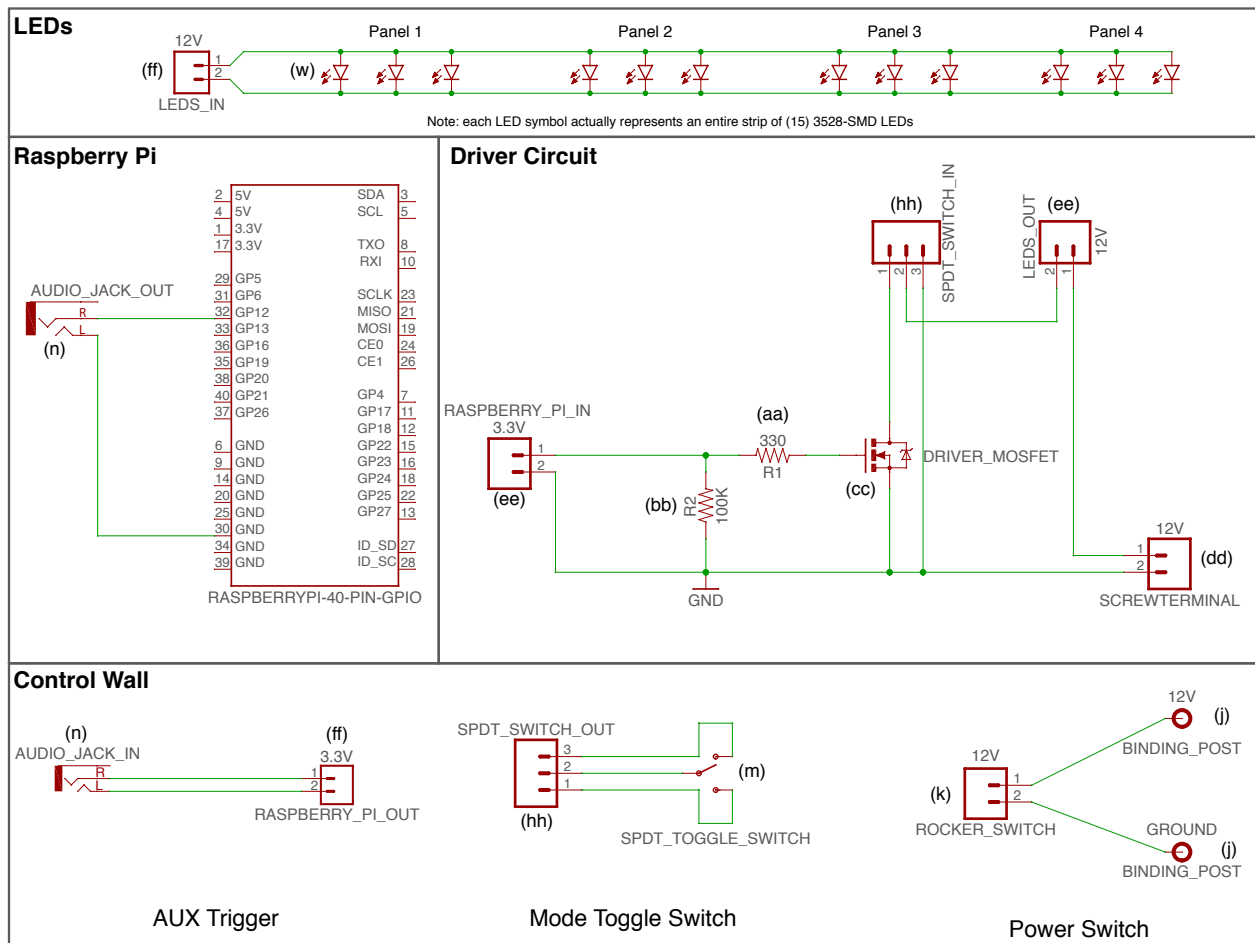 LEDs
12V
Panel 1
Panel 2
Panel 3
Panel 4
(ff)
1
2
(w)
LEDS_IN
Note: each LED symbol actually represents an entire strip of (15) 3528-SMD LEDs
Raspberry Pi
2 5V SDA 3
4 5V SCL 5
1 3.3V
17 3.3V TXO 8
RXI 10
29 GP5
31 GP6 SCLK 23
32 GP12 MISO 21
33 GP13 MOSI 19
36 GP16 CE0 24
35 GP19 CE1 26
38 GP20
40 GP21 GP4 7
37 GP26 GP17 11
GP18 12
6 GND GP22 15
9 GND GP23 16
14 GND GP24 18
20 GND GP25 22
25 GND GP27 13
30 GND
34 GND ID_SD 27
39 GND ID_SC 28
RASPBERRYPI-40-PIN-GPIO
AUDIO_JACK_OUT
R
L
(n)
Driver Circuit
(hh)
SPDT_SWITCH_IN
1
2
3
(ee)
LEDS_OUT
12V
2
1
RASPBERRY_PI_IN
3.3V
1
2
(ee)
(aa)
330
R1
(bb)
R2
100K
(cc)
DRIVER_MOSFET
GND
12V
1
2
(dd)
SCREWTERMINAL
Control Wall
(n)
AUDIO_JACK_IN
R
L
(ff)
3.3V
1
2
RASPBERRY_PI_OUT
AUX Trigger
SPDT_SWITCH_OUT
3
2
1
(hh)
(m)
SPDT_TOGGLE_SWITCH
Mode Toggle Switch
12V
(j)
BINDING_POST
12V
(k)
1
2
ROCKER_SWITCH
GROUND
(j)
BINDING_POST
Power Switch